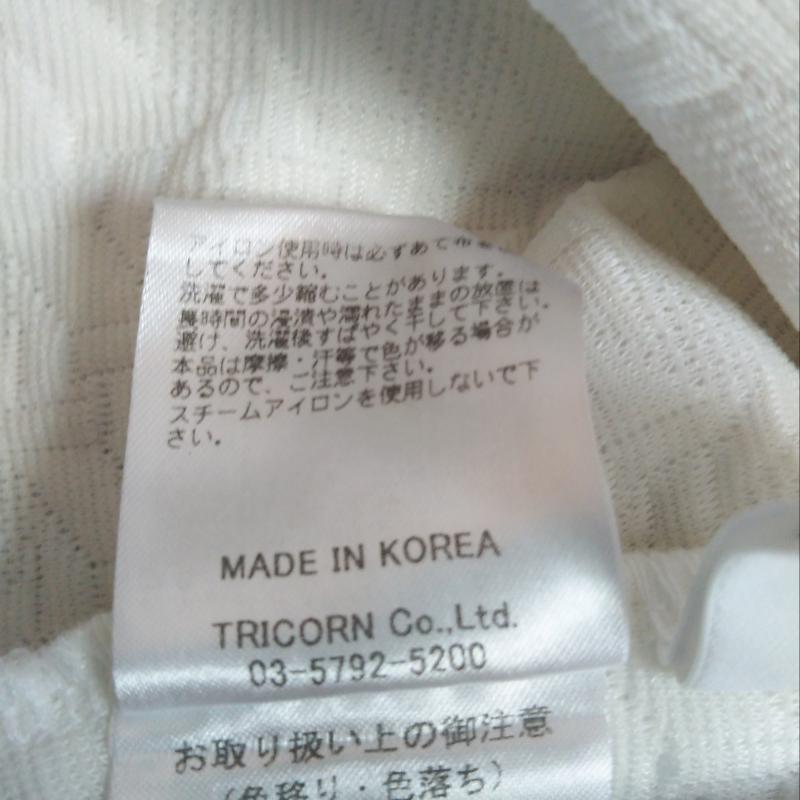 アイロン使用時は必ずあて布を
してください。
洗濯で多少縮むことがあります。
長時間の浸漬や濡れたままの放置は
避け、洗濯後すばやく干して下さい。
本品は摩擦・汗等で色が移る場合が
あるので、ご注意下さい。
スチームアイロンを使用しないで下
さい。
MADE IN KOREA
TRICORN Co.,Ltd.
03-5792-5200
お取り扱い上の御注意
(色移り・色落ち)